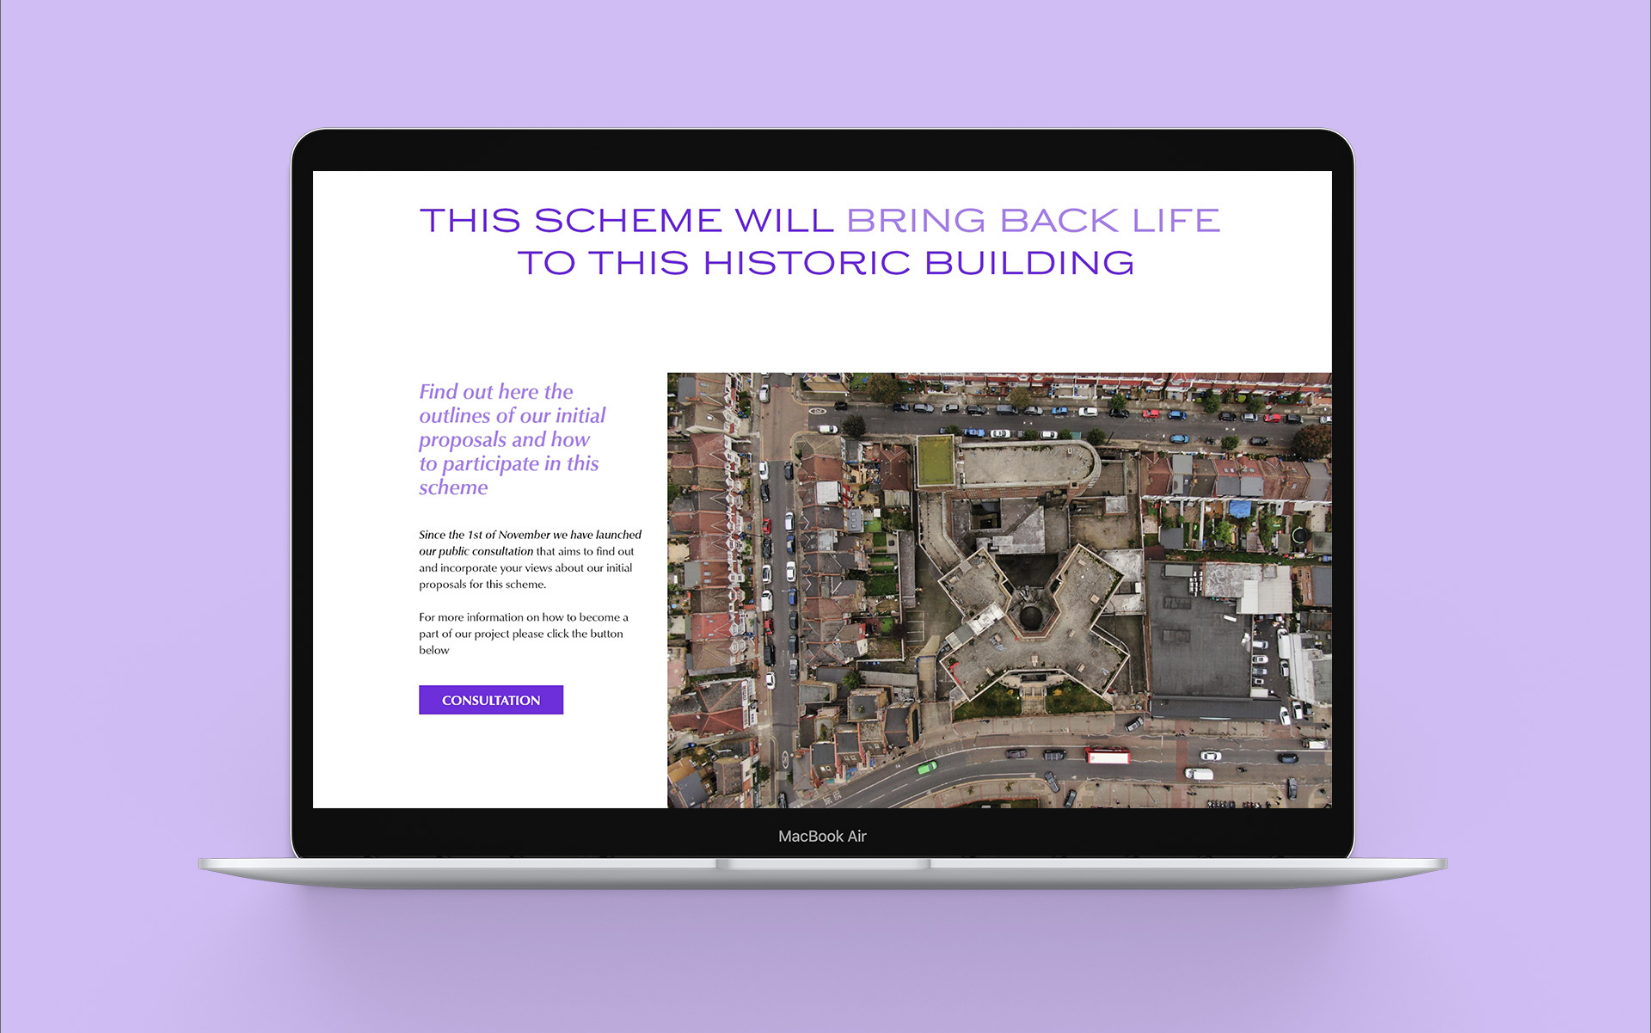 THIS SCHEME WILL BRING BACK LIFE
TO THIS HISTORIC BUILDING
Find out here the
outlines of our initial
proposals and how
to participate in this
scheme
Since the 1st of November we have launched
our public consultation that aims to find out
and incorporate your views about our initial
proposals for this scheme.
For more information on how to become a
part of our project please click the button
below
CONSULTATION
MacBook Air